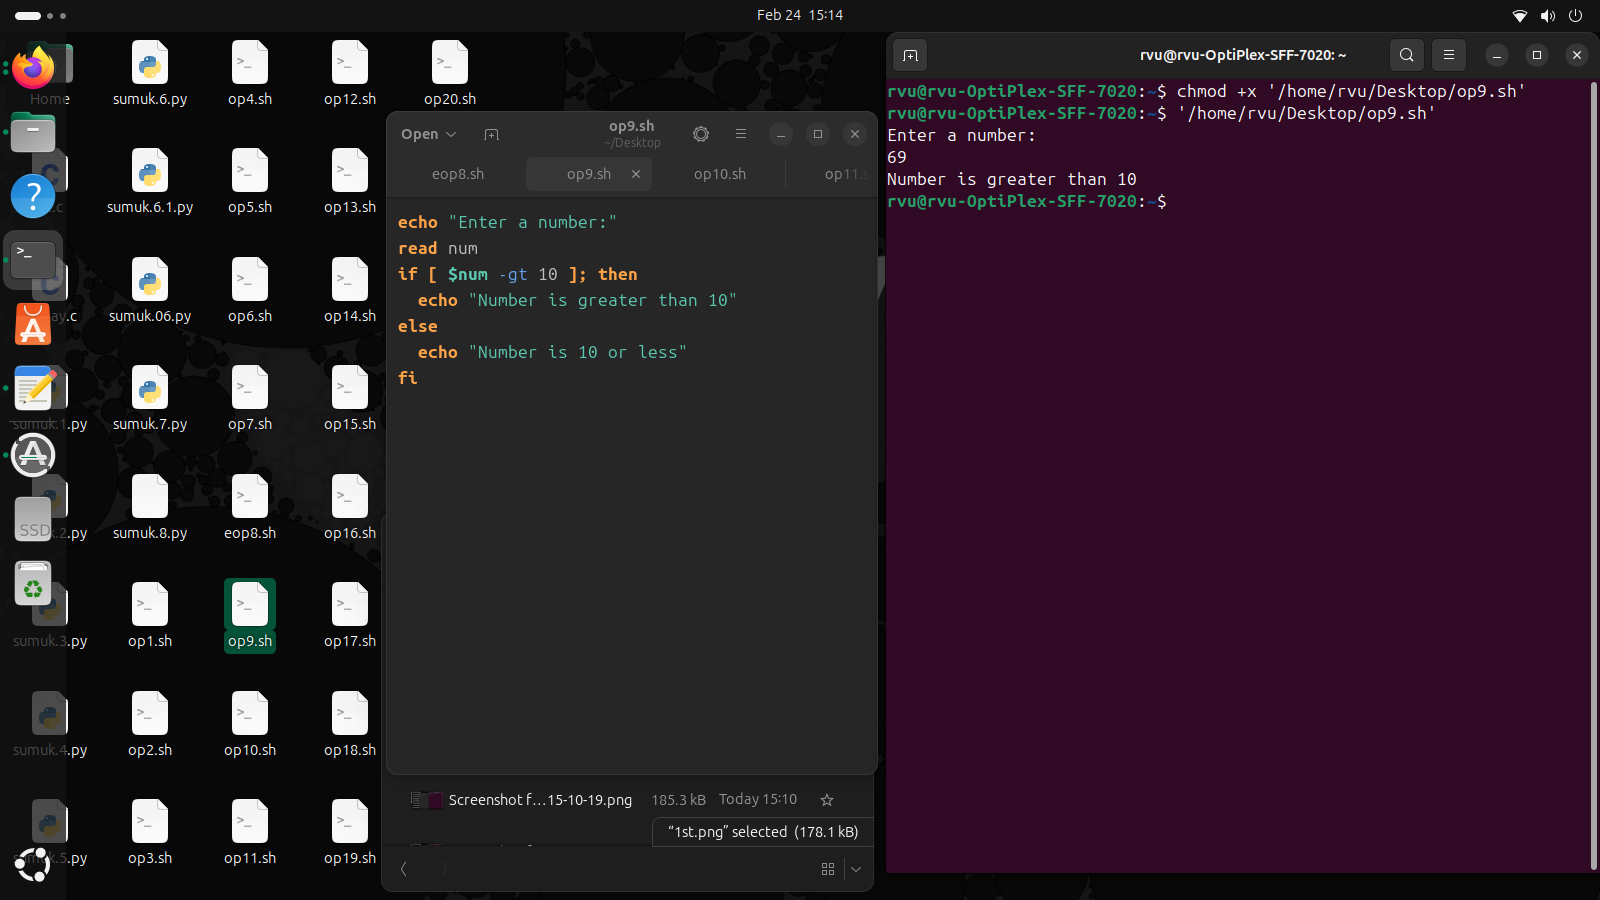 Feb 24 15:14
Home
sumuk.6.py
op4.sh
op12.sh
op20.sh
sumuk.6.1.py
op5.sh
op13.sh
sumuk.06.py
op6.sh
op14.sh
sumuk.1.py
sumuk.7.py
op7.sh
op15.sh
SSD
.2.py
sumuk.8.py
eop8.sh
op16.sh
sumuk.3.py
op1.sh
op9.sh
op17.sh
sumuk.4.py
op2.sh
op10.sh
op18.sh
.5.py
op3.sh
op11.sh
op19.sh
Open
op9.sh
~/Desktop
eop8.sh
op9.sh
op10.sh
op11.s
echo "Enter a number:"
read num
if [ $num -gt 10 ]; then
echo "Number is greater than 10"
else
echo "Number is 10 or less"
fi
Screenshot f…15-10-19.png 185.3 kB Today 15:10
“1st.png” selected (178.1 kB)
rvu@rvu-OptiPlex-SFF-7020: ~
rvu@rvu-OptiPlex-SFF-7020:~$ chmod +x '/home/rvu/Desktop/op9.sh'
rvu@rvu-OptiPlex-SFF-7020:~$ '/home/rvu/Desktop/op9.sh'
Enter a number:
69
Number is greater than 10
rvu@rvu-OptiPlex-SFF-7020:~$